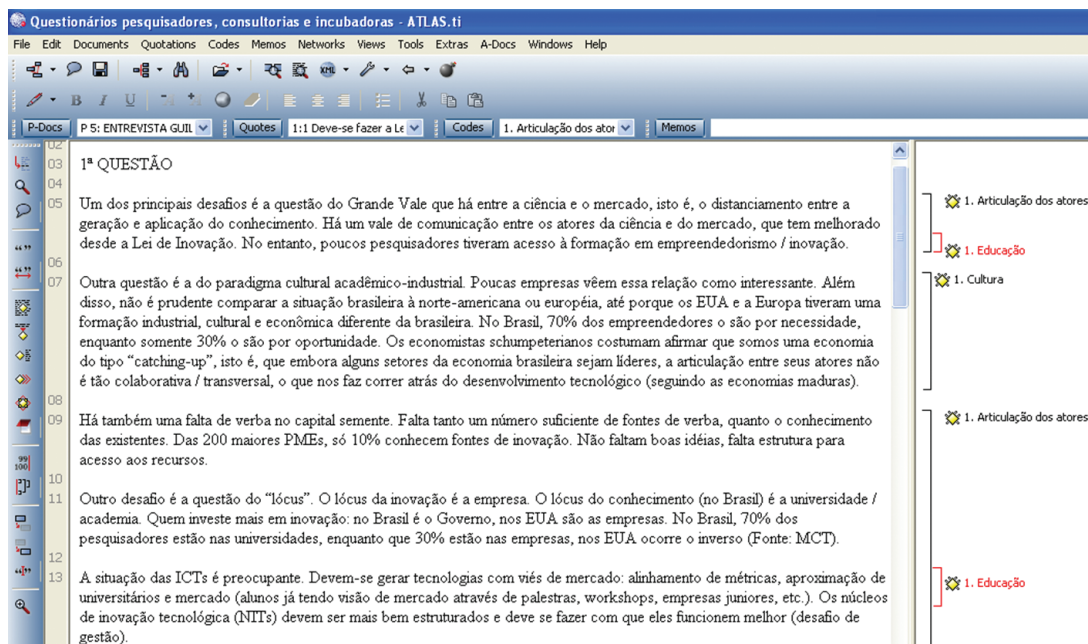 Questionários pesquisadores, consultorias e incubadoras - ATLAS.ti
File Edit Documents Quotations Codes Memos Networks Views Tools Extras A-Docs Windows Help
XML
B I U
P-Docs P 5: ENTREVISTA GUIL Quotes 1:1 Deve-se fazer a Le Codes 1. Articulação dos ator Memos
02
03 1ª QUESTÃO
04
05 Um dos principais desafios é a questão do Grande Vale que há entre a ciência e o mercado, isto é, o distanciamento entre a
geração e aplicação do conhecimento. Há um vale de comunicação entre os atores da ciência e do mercado, que tem melhorado
desde a Lei de Inovação. No entanto, poucos pesquisadores tiveram acesso à formação em empreendedorismo / inovação.
1. Articulação dos atores
1. Educação
06
07 Outra questão é a do paradigma cultural acadêmico-industrial. Poucas empresas vêem essa relação como interessante. Além
disso, não é prudente comparar a situação brasileira à norte-americana ou européia, até porque os EUA e a Europa tiveram uma
formação industrial, cultural e econômica diferente da brasileira. No Brasil, 70% dos empreendedores o são por necessidade,
enquanto somente 30% o são por oportunidade. Os economistas schumpeterianos costumam afirmar que somos uma economia
do tipo “catching-up”, isto é, que embora alguns setores da economia brasileira sejam líderes, a articulação entre seus atores não
é tão colaborativa / transversal, o que nos faz correr atrás do desenvolvimento tecnológico (seguindo as economias maduras).
1. Cultura
08
09 Há também uma falta de verba no capital semente. Falta tanto um número suficiente de fontes de verba, quanto o conhecimento
das existentes. Das 200 maiores PMEs, só 10% conhecem fontes de inovação. Não faltam boas idéias, falta estrutura para
acesso aos recursos.
1. Articulação dos atores
99
100
10
11 Outro desafio é a questão do “lócus”. O lócus da inovação é a empresa. O lócus do conhecimento (no Brasil) é a universidade /
academia. Quem investe mais em inovação: no Brasil é o Governo, nos EUA são as empresas. No Brasil, 70% dos
pesquisadores estão nas universidades, enquanto que 30% estão nas empresas, nos EUA ocorre o inverso (Fonte: MCT).
12
13 A situação das ICTs é preocupante. Devem-se gerar tecnologias com viés de mercado: alinhamento de métricas, aproximação de
universitários e mercado (alunos já tendo visão de mercado através de palestras, workshops, empresas juniores, etc.). Os núcleos
de inovação tecnológica (NITs) devem ser mais bem estruturados e deve se fazer com que eles funcionem melhor (desafio de
gestão).
1. Educação